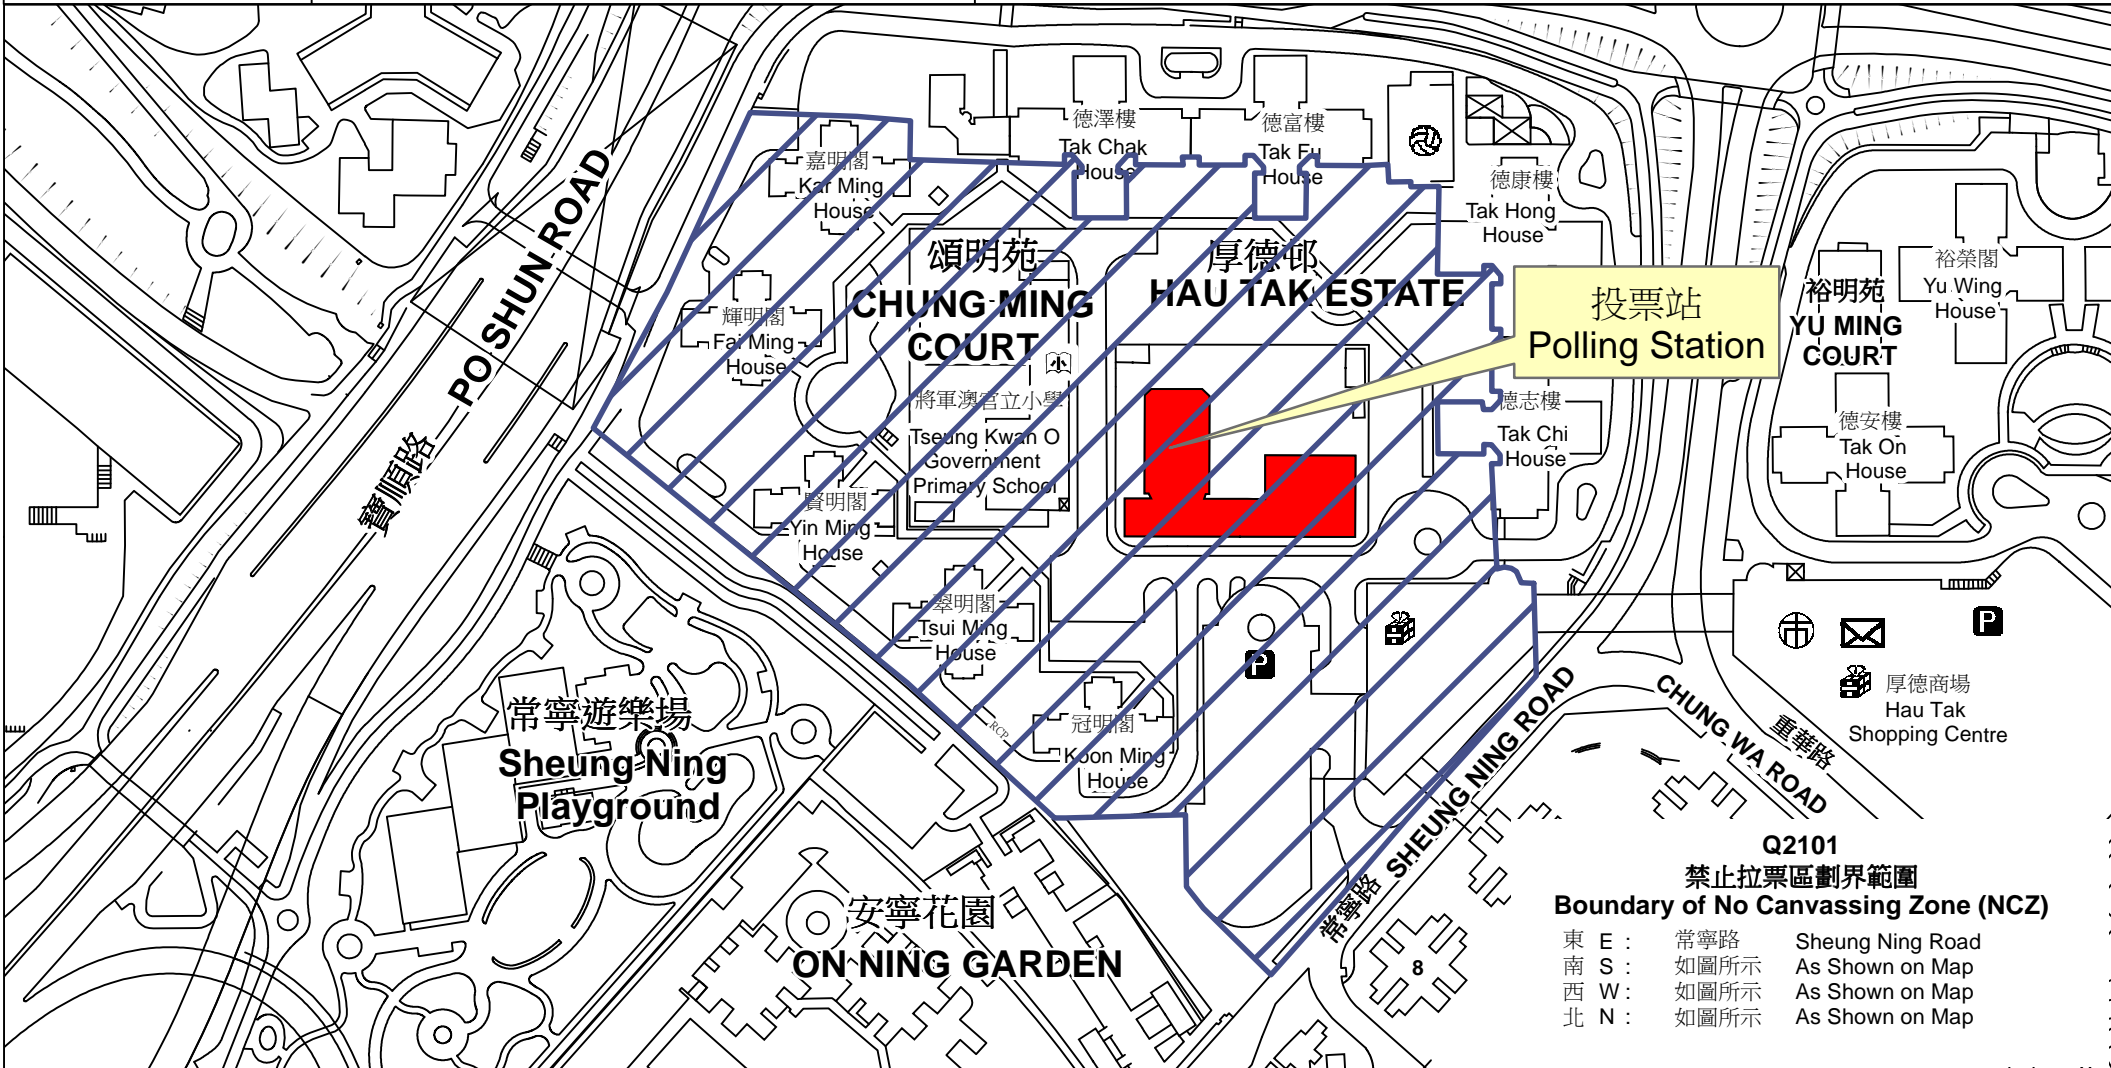 德澤樓
Tak Chak
House
德富樓
Tak Fu
House
嘉明閣
Kar Ming
House
德康樓
Tak Hong
House
頌明苑
CHUNG MING
COURT
厚德邨
HAU TAK ESTATE
投票站
Polling Station
裕明苑
YU MING
COURT
裕榮閣
Yu Wing
House
輝明閣
Fai Ming
House
小
將軍澳官立小學
Tseung Kwan O
Government
Primary School
德志樓
Tak Chi
House
德安樓
Tak On
House
寶順路 PO SHUN ROAD
賢明閣
Yin Ming
House
翠明閣
Tsui Ming
House
P
P
厚德商場
Hau Tak
Shopping Centre
RCP
冠明閣
Koon Ming
House
常寧遊樂場
Sheung Ning
Playground
常寧路 SHEUNG NING ROAD
CHUNG WA ROAD
重華路
安寧花園
ON NING GARDEN
8
Q2101
禁止拉票區劃界範圍
Boundary of No Canvassing Zone (NCZ)
東 E : 常寧路 Sheung Ning Road
南 S : 如圖所示 As Shown on Map
西 W : 如圖所示 As Shown on Map
北 N : 如圖所示 As Shown on Map